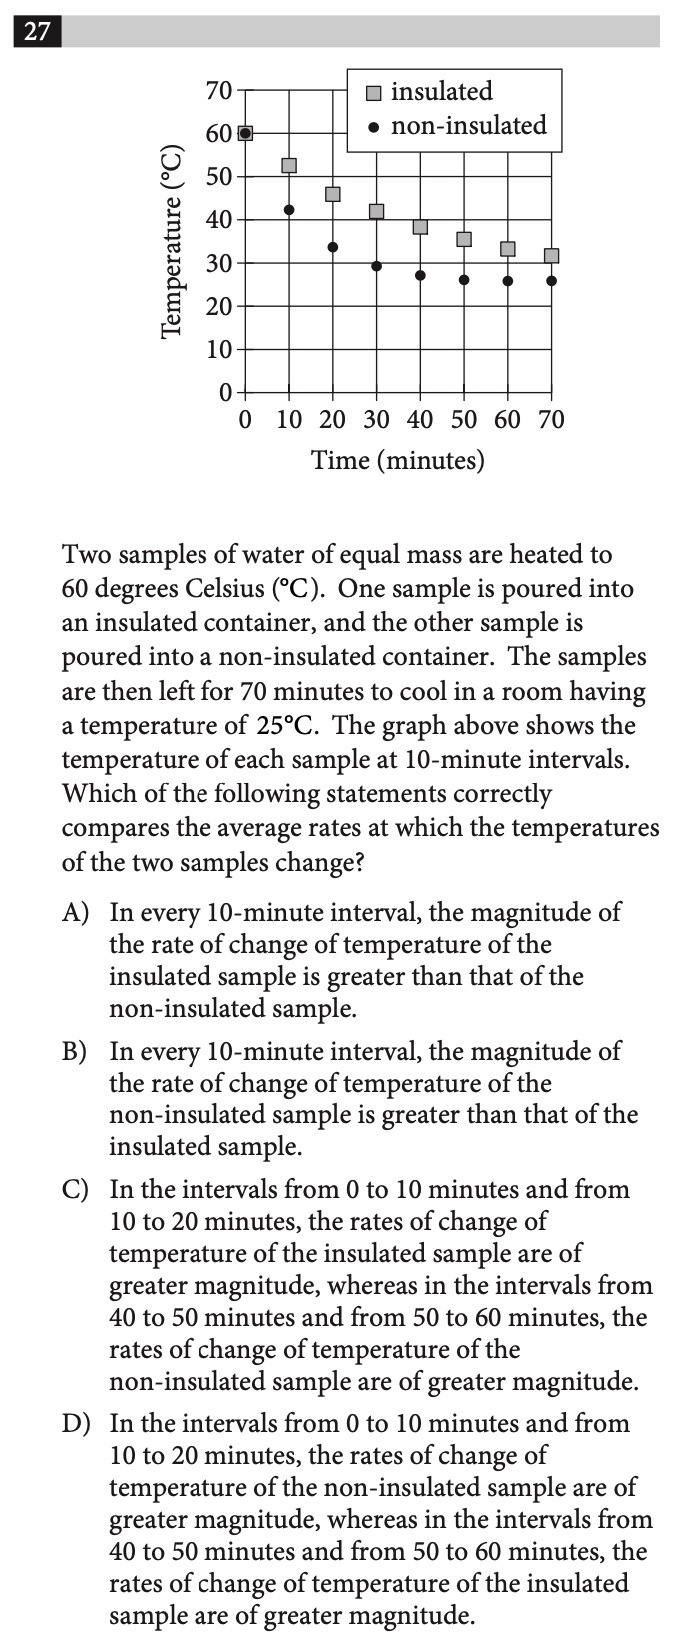 27
70
60
50
40
30
20
10
0
Temperature (°C)
insulated
non-insulated
0 10 20 30 40 50 60 70
Time (minutes)
Two samples of water of equal mass are heated to
60 degrees Celsius (°C). One sample is poured into
an insulated container, and the other sample is
poured into a non-insulated container. The samples
are then left for 70 minutes to cool in a room having
a temperature of 25°C. The graph above shows the
temperature of each sample at 10-minute intervals.
Which of the following statements correctly
compares the average rates at which the temperatures
of the two samples change?
A) In every 10-minute interval, the magnitude of
the rate of change of temperature of the
insulated sample is greater than that of the
non-insulated sample.
B) In every 10-minute interval, the magnitude of
the rate of change of temperature of the
non-insulated sample is greater than that of the
insulated sample.
C) In the intervals from 0 to 10 minutes and from
10 to 20 minutes, the rates of change of
temperature of the insulated sample are of
greater magnitude, whereas in the intervals from
40 to 50 minutes and from 50 to 60 minutes, the
rates of change of temperature of the
non-insulated sample are of greater magnitude.
D) In the intervals from 0 to 10 minutes and from
10 to 20 minutes, the rates of change of
temperature of the non-insulated sample are of
greater magnitude, whereas in the intervals from
40 to 50 minutes and from 50 to 60 minutes, the
rates of change of temperature of the insulated
sample are of greater magnitude.